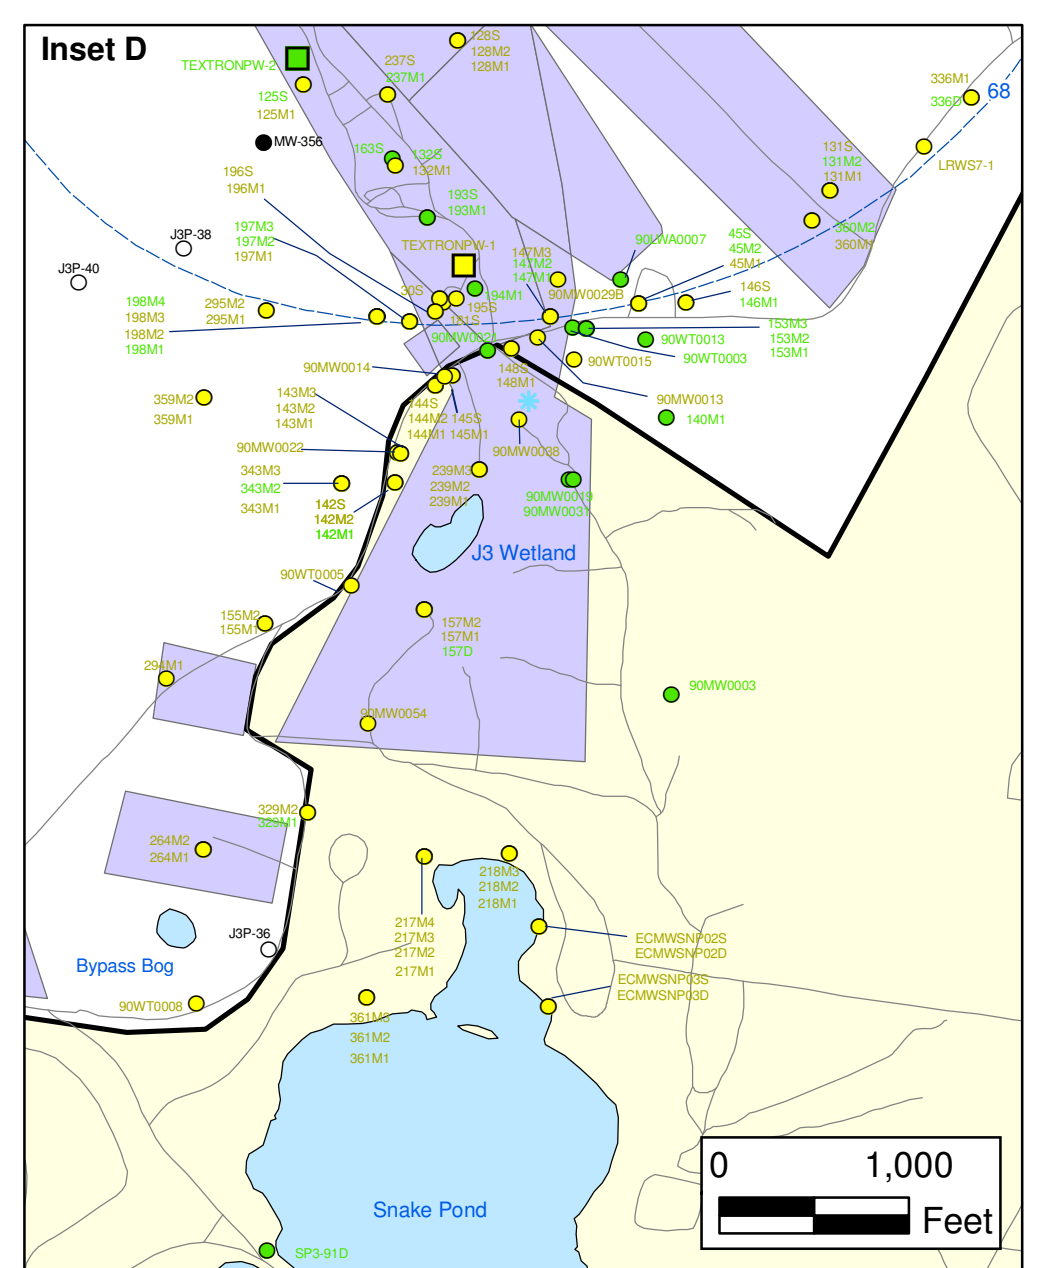 Inset D
128S
128M2
128M1
TEXTRONPW-2
237S
237M1
125S
125M1
336M1
336D
68
MW-356
163S
132S
132M1
131S
131M2
131M1
LRWS7-1
196S
196M1
193S
193M1
197M3
197M2
197M1
J3P-38
TEXTRONPW-1
147M3
147M2
147M1
90LWA0007
45S
45M2
45M1
360M2
360M1
J3P-40
30S
194M1
90MW0029B
146S
146M1
198M4
198M3
198M2
198M1
295M2
295M1
195S
181S
90MW0021
153M3
153M2
153M1
90WT0013
90WT0003
90WT0015
90MW0014
148S
148M1
90MW0013
359M2
359M1
143M3
143M2
143M1
144S
144M2
144M1
145S
145M1
140M1
90MW0022
90MW0038
343M3
343M2
343M1
239M3
239M2
239M1
142S
142M2
142M1
90MW0019
90MW0031
J3 Wetland
90WT0005
155M2
155M1
157M2
157M1
157D
294M1
90MW0003
90MW0054
329M2
329M1
264M2
264M1
218M3
218M2
218M1
217M4
217M3
217M2
217M1
J3P-36
ECMWSNP02S
ECMWSNP02D
Bypass Bog
ECMWSNP03S
ECMWSNP03D
90WT0008
361M3
361M2
361M1
0 1,000
Feet
Snake Pond
SP3-91D